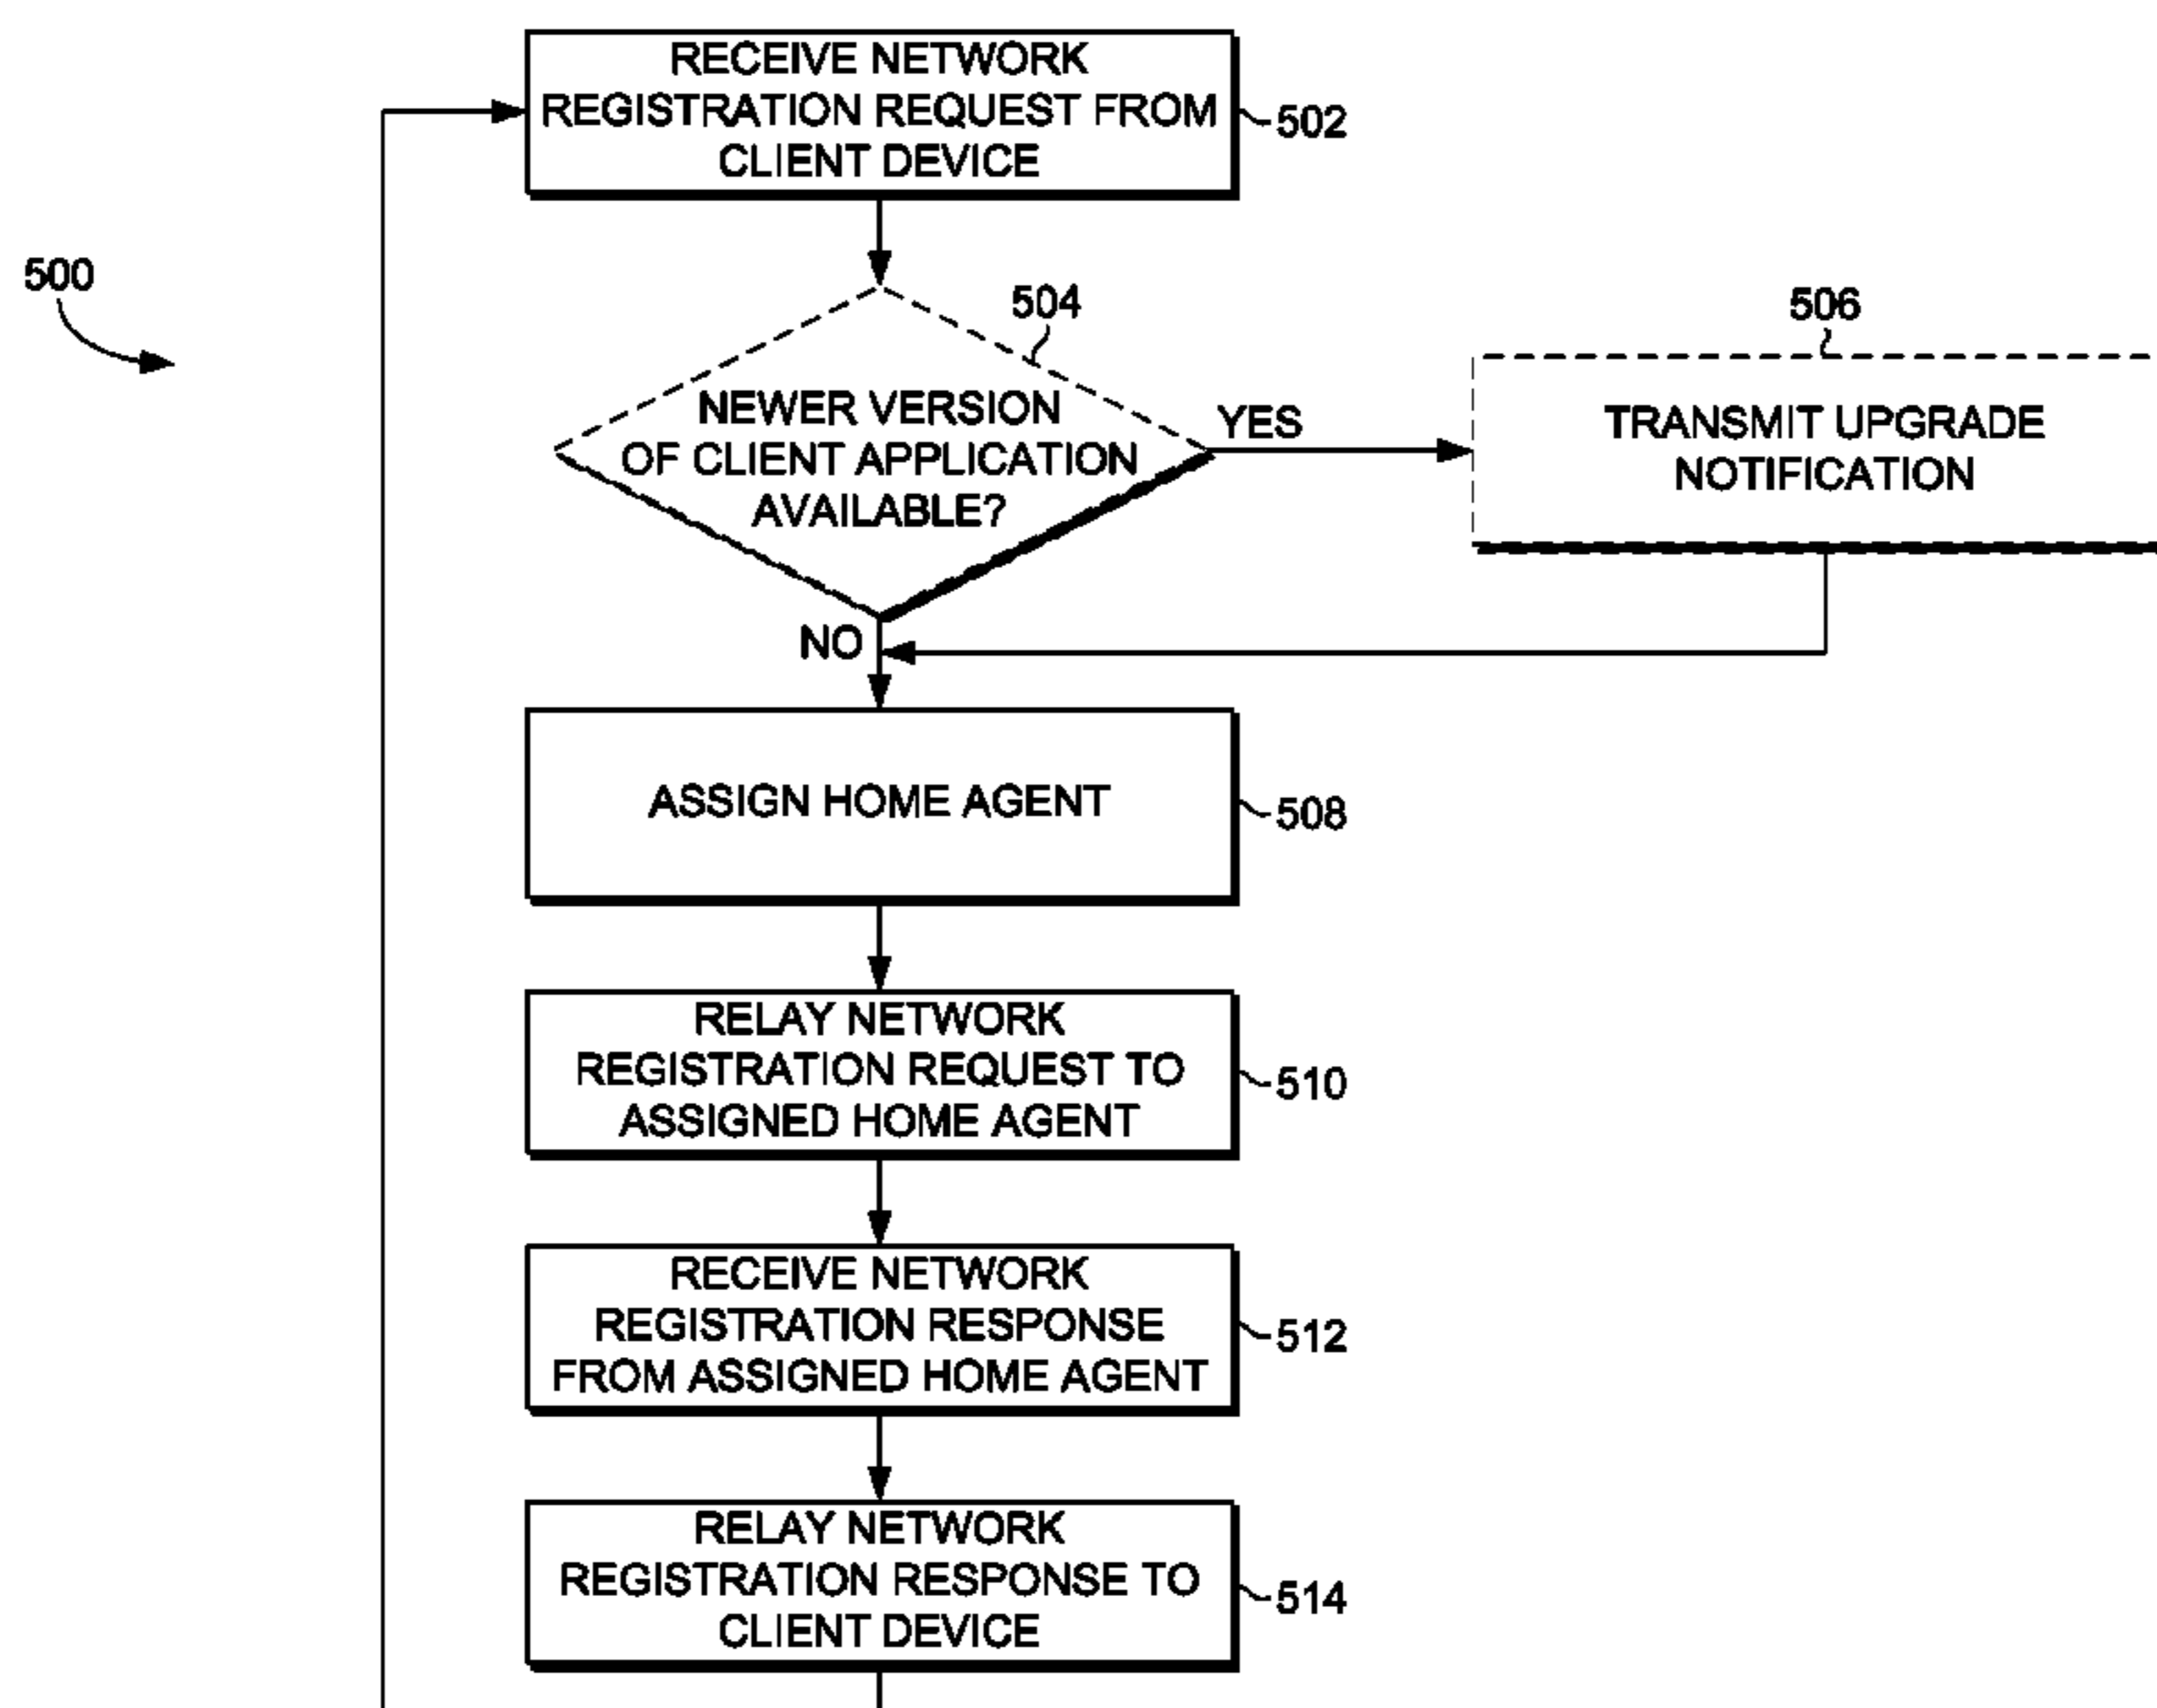 RECEIVE NETWORK
REGISTRATION REQUEST FROM
CLIENT DEVICE
502
500
504
NEWER VERSION
OF CLIENT APPLICATION
AVAILABLE?
YES
506
TRANSMIT UPGRADE
NOTIFICATION
NO
ASSIGN HOME AGENT
508
RELAY NETWORK
REGISTRATION REQUEST TO
ASSIGNED HOME AGENT
510
RECEIVE NETWORK
REGISTRATION RESPONSE
FROM ASSIGNED HOME AGENT
512
RELAY NETWORK
REGISTRATION RESPONSE TO
CLIENT DEVICE
514